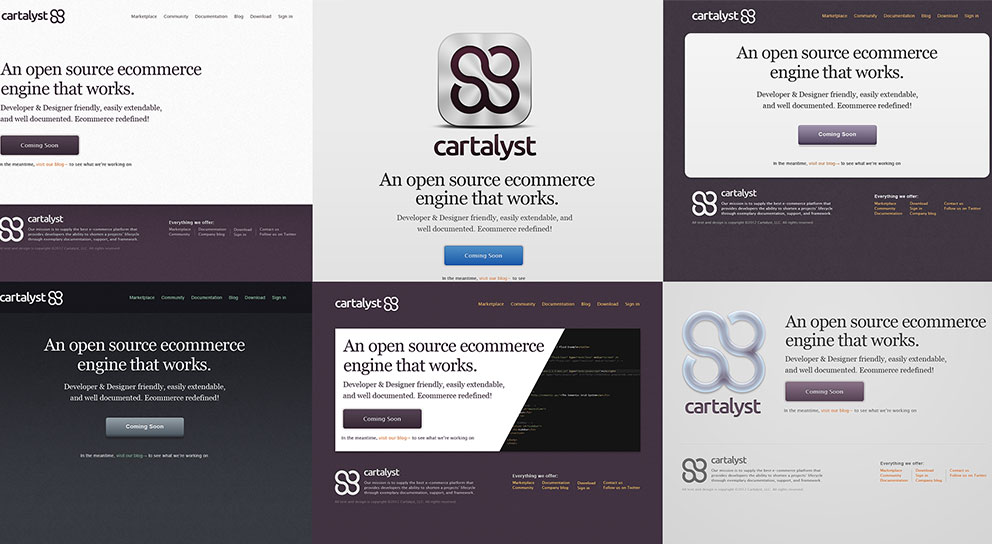 cartalyst
Marketplace Community Documentation Blog Download Sign in
An open source ecommerce
engine that works.
Developer & Designer friendly, easily extendable,
and well documented. Ecommerce redefined!
Coming Soon
In the meantime, visit our blog → to see what we're working on
cartalyst
Our mission is to supply the best e-commerce platform that
provides developers the ability to shorten a projects' lifecycle
through exemplary documentation, support, and framework.
Everything we offer:
Marketplace Download Contact us
Community Sign in Follow us on Twitter
Documentation Company blog
All text and design is copyright ©2012 Cartalyst, LLC. All rights reserved.
cartalyst
An open source ecommerce
engine that works.
Developer & Designer friendly, easily extendable, and
well documented. Ecommerce redefined!
Coming Soon
In the meantime, visit our blog → to see
cartalyst
Marketplace Community Documentation Blog Download Sign in
An open source ecommerce
engine that works.
Developer & Designer friendly, easily extendable,
and well documented. Ecommerce redefined!
Coming Soon
In the meantime, visit our blog → to see what we're working on
cartalyst
Our mission is to supply the best e-commerce platform that
provides developers the ability to shorten a projects' lifecycle
through exemplary documentation, support, and framework.
Everything we offer:
Marketplace Download Contact us
Community Sign in Follow us on Twitter
Documentation Company blog
cartalyst
Marketplace Community Documentation Blog Download Sign in
An open source ecommerce
engine that works.
Developer & Designer friendly, easily extendable,
and well documented. Ecommerce redefined!
Coming Soon
In the meantime, visit our blog → to see what we're working on
cartalyst
Marketplace Community Documentation Blog Download Sign in
An open source ecommerce
engine that works.
Developer & Designer friendly, easily extendable,
and well documented. Ecommerce redefined!
Coming Soon
In the meantime, visit our blog → to see what we're working on
cartalyst
Our mission is to supply the best e-commerce platform that
provides developers the ability to shorten a projects' lifecycle
through exemplary documentation, support, and framework.
Everything we offer:
Marketplace Documentation Download Contact us
Community Company blog Sign in Follow us on Twitter
All text and design is copyright ©2012 Cartalyst, LLC. All rights reserved.
cartalyst
An open source ecommerce
engine that works.
Developer & Designer friendly, easily extendable,
and well documented. Ecommerce redefined!
Coming Soon
In the meantime, visit our blog → to see what we're working on
cartalyst
Our mission is to supply the best e-commerce platform that
provides developers the ability to shorten a projects' lifecycle
through exemplary documentation, support, and framework.
Everything we offer:
Marketplace Download Contact us
Community Sign in Follow us on Twitter
Documentation Company blog
All text and design is copyright ©2012 Cartalyst, LLC. All rights reserved.